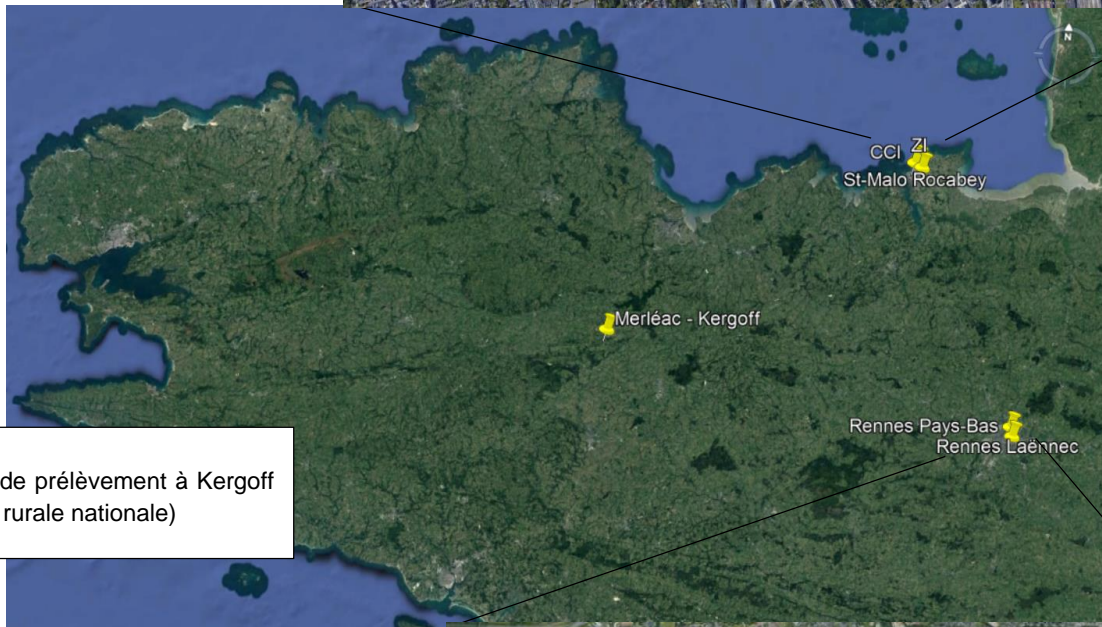 N
CCI ZI
St-Malo Rocabey
Merléac - Kergoff
Rennes Pays-Bas
Rennes Laënnec
de prélèvement à Kergoff
rurale nationale)